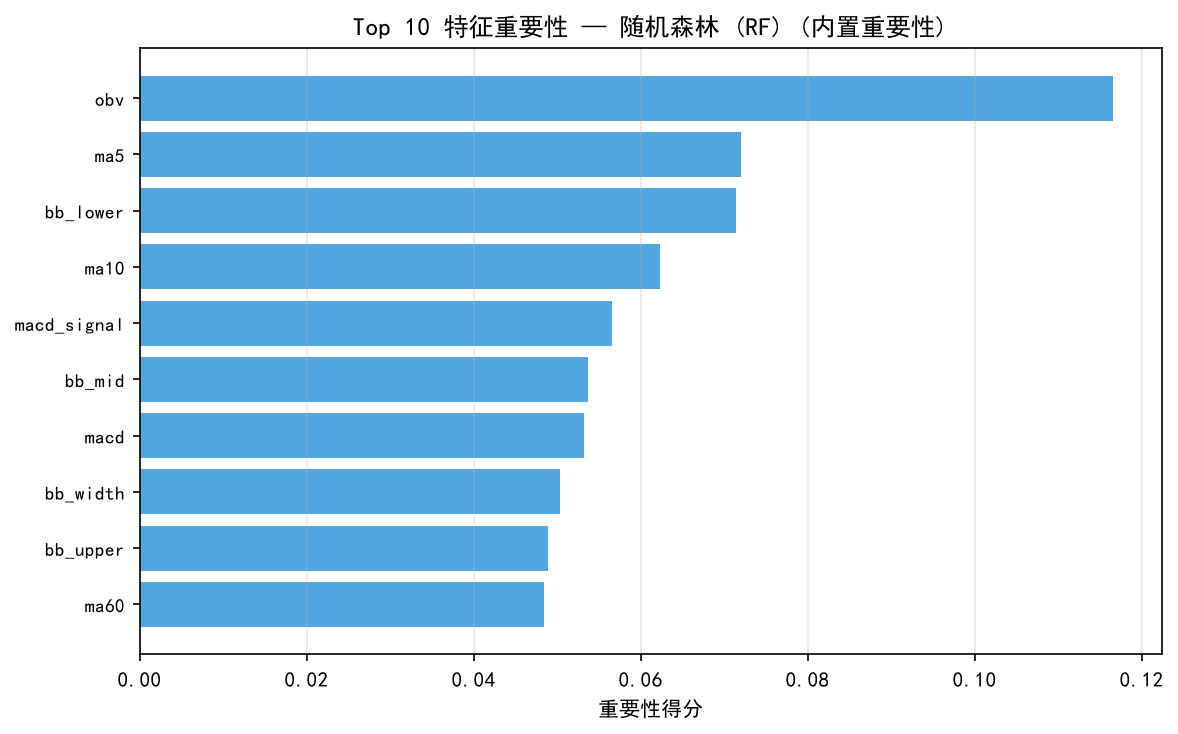 Top 10 特征重要性 — 随机森林 (RF) (内置重要性)
obv
ma5
bb_lower
ma10
macd_signal
bb_mid
macd
bb_width
bb_upper
ma60
0.00 0.02 0.04 0.06 0.08 0.10 0.12
重要性得分